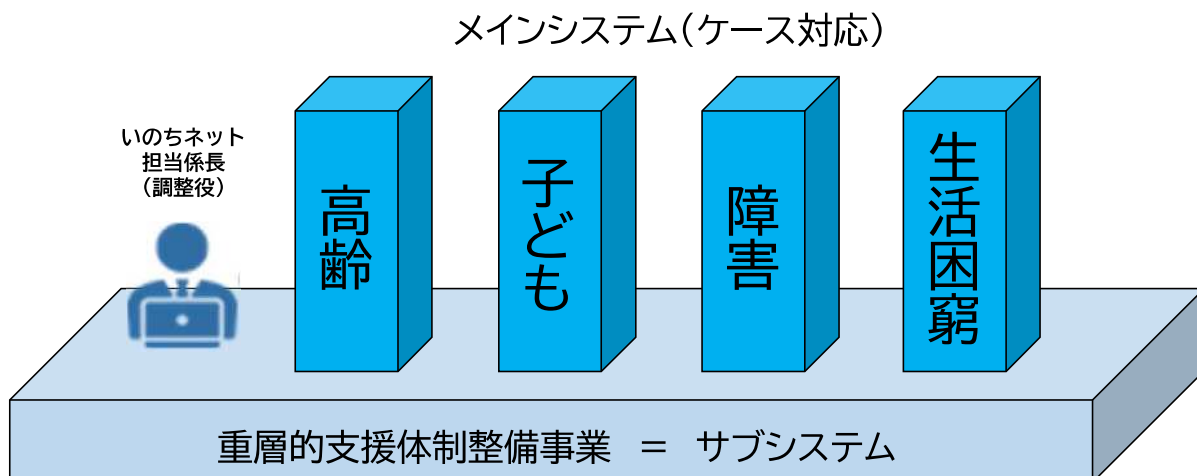 メインシステム(ケース対応)
いのちネット
担当係長
(調整役)
高齢
子ども
障害
生活困窮
重層的支援体制整備事業 = サブシステム